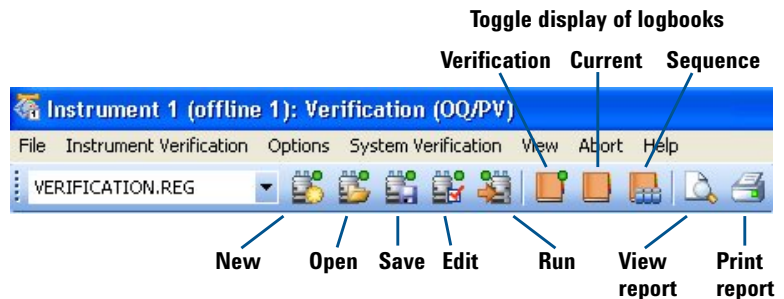 Toggle display of logbooks
Verification Current Sequence
Instrument 1 (offline 1): Verification (OQ/PV)
File Instrument Verification Options System Verification View Abort Help
VERIFICATION.REG
New Open Save Edit Run View report Print report